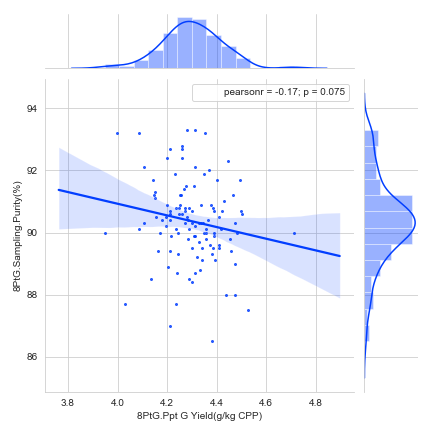 pearsonr = -0.17; p = 0.075
94
92
90
88
86
8PtG.Sampling.Purity(%)
3.8 4.0 4.2 4.4 4.6 4.8
8PtG.Ppt G Yield(g/kg CPP)